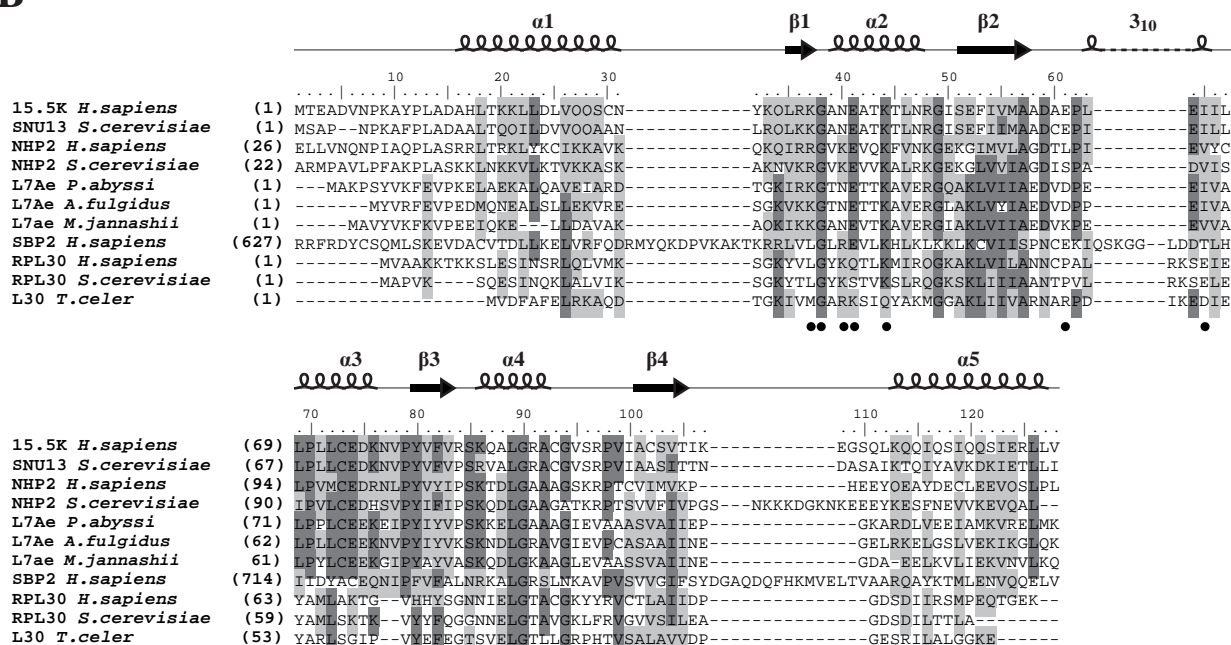 B
α1 β1 α2 β2 3₁₀
10 20 30 40 50 60
15.5K H.sapiens (1) MTEADVNPKAYPLADAHLTKKLLDLVQQSCN------------YKQLRKGANEATKTLNRGISEFIVMAADAEPL---------EILL
SNU13 S.cerevisiae (1) MSAP--NPKAFPLADAALTQQILDVVQQAAN------------LRQLKKGANEATKTLNRGISEFIIMAADCEPI---------EILL
NHP2 H.sapiens (26) ELLVNQNPIAQPLASRRLTRKLYKCIKKAVK------------QKQIRRGVKEVQKFVNKGEKGIMVLAGDTLPI---------EVYC
NHP2 S.cerevisiae (22) ARMPAVLPFAKPLASKKLNKKVLKTVKKASK------------AKNVKRGVKEVVKALRKGEKGLVVIAGDISPA---------DVIS
L7Ae P.abyssi (1) ---MAKPSYVKFEVPKELAEKALQAVEIARD------------TGKIRKGTNETTKAVERGQAKLVIIAEDVDPE---------EIVA
L7Ae A.fulgidus (1) -------MYVRFEVPEDMQNEALSLLEKVRE------------SGKVKKGTNETTKAVERGLAKLVYIAEDVDPP---------EIVA
L7ae M.jannashii (1) -----MAVYVKFKVPEEIQKE--LLDAVAK-------------AQKIKKGANEVTKAVERGIAKLVIIAEDVKPE---------EVVA
SBP2 H.sapiens (627) RRFRDYCSQMLSKEVDACVTDLLKELVRFQDRMYQKDPVKAKTKRRLVLGLREVLKHLKLKKLKCVIISPNCEKIQSKGG--LDDTLH
RPL30 H.sapiens (1) --------MVAAKKTKKSLESINSRLQLVMK------------SGKYVLGYKQTLKMIRQGKAKLVILANNCPAL-------RKSEIE
RPL30 S.cerevisiae (1) --------MAPVK----SQESINQKLALVIK------------SGKYTLGYKSTVKSLRQGKSKLIIIAANTPVL-------RKSELE
L30 T.celer (1) ------------------MVDFAFELRKAQD------------TGKIVMGARKSIQYAKMGGAKLIIVARNARPD-------IKEDIE
α3 β3 α4 β4 α5
70 80 90 100 110 120
15.5K H.sapiens (69) LPLLCEDKNVPYVFVRSKQALGRACGVSRPVIACSVTIK------------EGSQLKQQIQSIQQSIERLLV
SNU13 S.cerevisiae (67) LPLLCEDKNVPYVFVPSRVALGRACGVSRPVIAASITTN------------DASAIKTQIYAVKDKIETLLI
NHP2 H.sapiens (94) LPVMCEDRNLPYVYIPSKTDLGAAAGSKRPTCVIMVKP-------------HEEYQEAYDECLEEVQSLPL
NHP2 S.cerevisiae (90) IPVLCEDHSVPYIFIPSKQDLGAAGATKRPTSVVFIVPGS---NKKKDGKNKEEEYKESFNEVVKEVQAL--
L7Ae P.abyssi (71) LPPLCEEKEIPYIYVPSKKELGAAAGIEVAAASVAIIEP------------GKARDLVEEIAMKVRELMK
L7Ae A.fulgidus (62) LPLLCEEKNVPYIYVKSKNDLGRAVGIEVPCASAAIINE------------GELRKELGSLVEKIKGLQK
L7ae M.jannashii 61) LPYLCEEKGIPYAYVASKQDLGKAAGVEVAASSVAIINE------------GDA-EELKVLIEKVNVLKQ
SBP2 H.sapiens (714) IIDYACEQNIPFVFALNRKALGRSLNKAVPVSVVGIFSYDGAQDQFHKMVELTVAARQAYKTMLENVQQELV
RPL30 H.sapiens (63) YYAMLAKTG--VHHYSGNNIELGTACGKYYRVCTLAIIDP-----------GDSDIIRSMPEQTGEK--
RPL30 S.cerevisiae (59) YYAMLSKTK--VYYFQGGNNELGTAVGKLFRVGVVSILEA-----------GDSDILTTLA--------
L30 T.celer (53) YYARLSGIP--VYEFEGTSVELGTLLGRPHTVSALAVVDP-----------GESRILALGGKE------